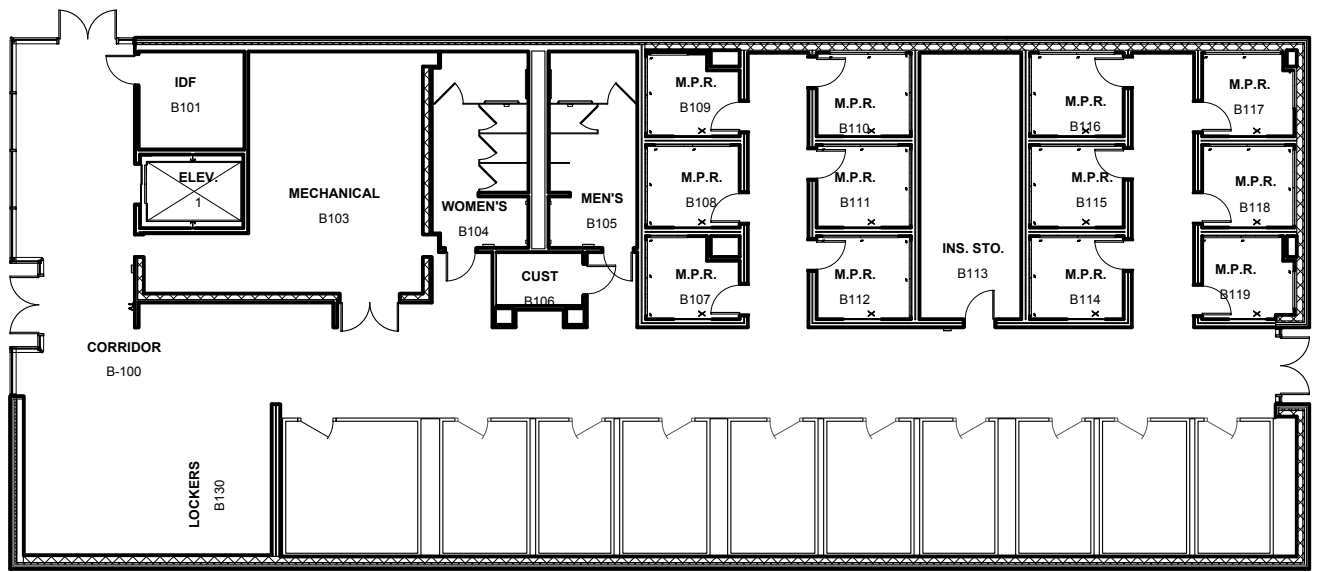 IDF
B101
ELEV.
1
MECHANICAL
B103
WOMEN'S
B104
MEN'S
B105
CUST
B106
M.P.R.
B109
M.P.R.
B108
M.P.R.
B107
M.P.R.
B110
M.P.R.
B111
M.P.R.
B112
INS. STO.
B113
M.P.R.
B116
M.P.R.
B115
M.P.R.
B114
M.P.R.
B117
M.P.R.
B118
M.P.R.
B119
CORRIDOR
B-100
LOCKERS
B130